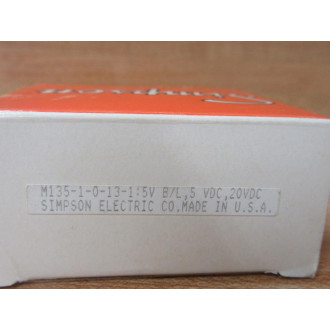 M135-1-0-13-1:5V B/L,5 VDC,20VDC
SIMPSON ELECTRIC CO.MADE IN U.S.A.